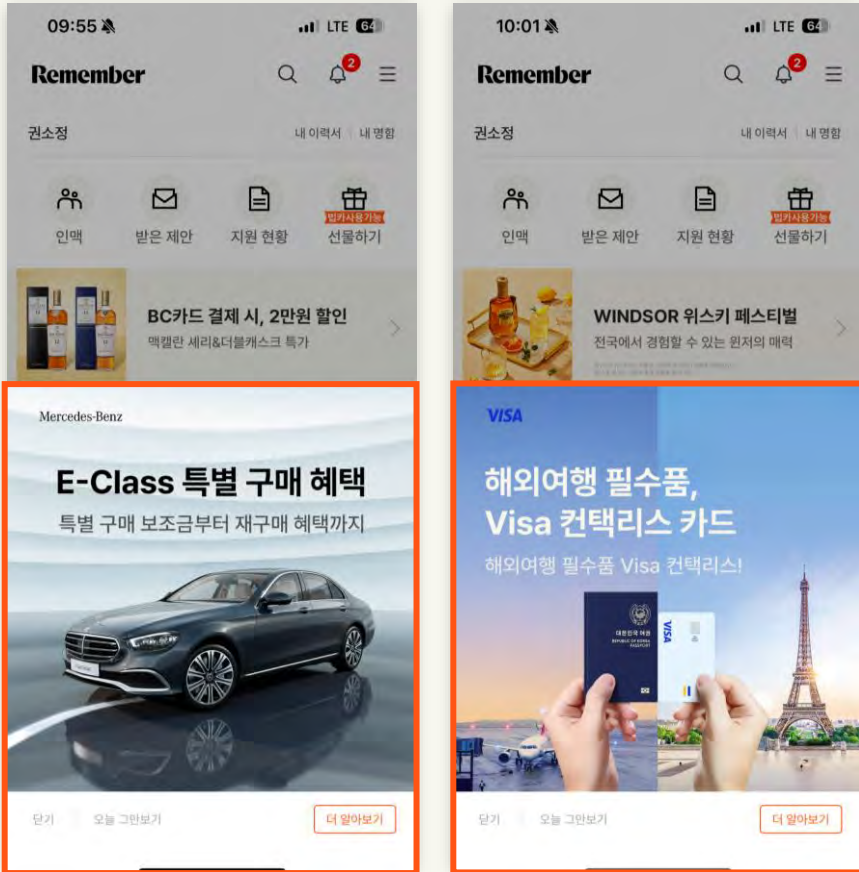 09:55
LTE 64
Remember
2
권소정
내 이력서 내 명함
법카사용가능
인맥 받은 제안 지원 현황 선물하기
BC카드 결제 시, 2만원 할인
맥캘란 셰리&더블캐스크 특가
Mercedes-Benz
E-Class 특별 구매 혜택
특별 구매 보조금부터 재구매 혜택까지
닫기 오늘 그만보기 더 알아보기
10:01
LTE 64
Remember
2
권소정
내 이력서 내 명함
법카사용가능
인맥 받은 제안 지원 현황 선물하기
WINDSOR 위스키 페스티벌
전국에서 경험할 수 있는 윈저의 매력
VISA
해외여행 필수품,
Visa 컨택리스 카드
해외여행 필수품 Visa 컨택리스!
대한민국 여권
REPUBLIC OF KOREA
PASSPORT
VISA
닫기 오늘 그만보기 더 알아보기